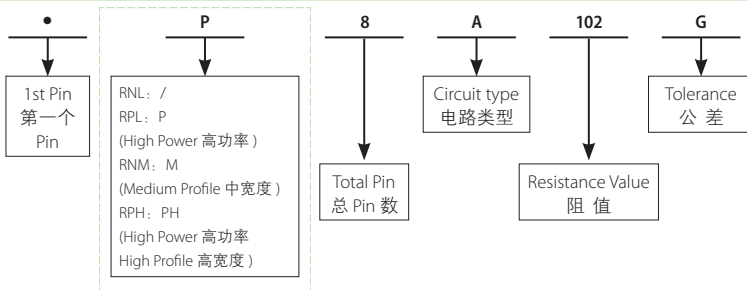 ● P 8 A 102 G
1st Pin
第一个
Pin
RNL：/
RPL：P
(High Power 高功率 )
RNM：M
(Medium Profile 中宽度 )
RPH：PH
(High Power 高功率
High Profile 高宽度 )
Total Pin
总 Pin 数
Circuit type
电路类型
Resistance Value
阻 值
Tolerance
公 差